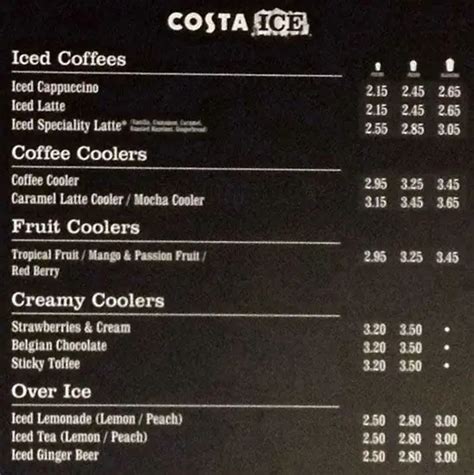 COSTA ICE
Iced Coffees
Iced Cappuccino 2.15 2.45 2.65
Iced Latte 2.15 2.45 2.65
Iced Speciality Latte* (Vanilla, Cinnamon, Caramel, 2.55 2.85 3.05
Roasted Hazelnut, Gingerbread)
Coffee Coolers
Coffee Cooler 2.95 3.25 3.45
Caramel Latte Cooler / Mocha Cooler 3.15 3.45 3.65
Fruit Coolers
Tropical Fruit / Mango & Passion Fruit / 2.95 3.25 3.45
Red Berry
Creamy Coolers
Strawberries & Cream 3.20 3.50 •
Belgian Chocolate 3.20 3.50 •
Sticky Toffee 3.20 3.50 •
Over Ice
Iced Lemonade (Lemon / Peach) 2.50 2.80 3.00
Iced Tea (Lemon / Peach) 2.50 2.80 3.00
Iced Ginger Beer 2.50 2.80 3.00